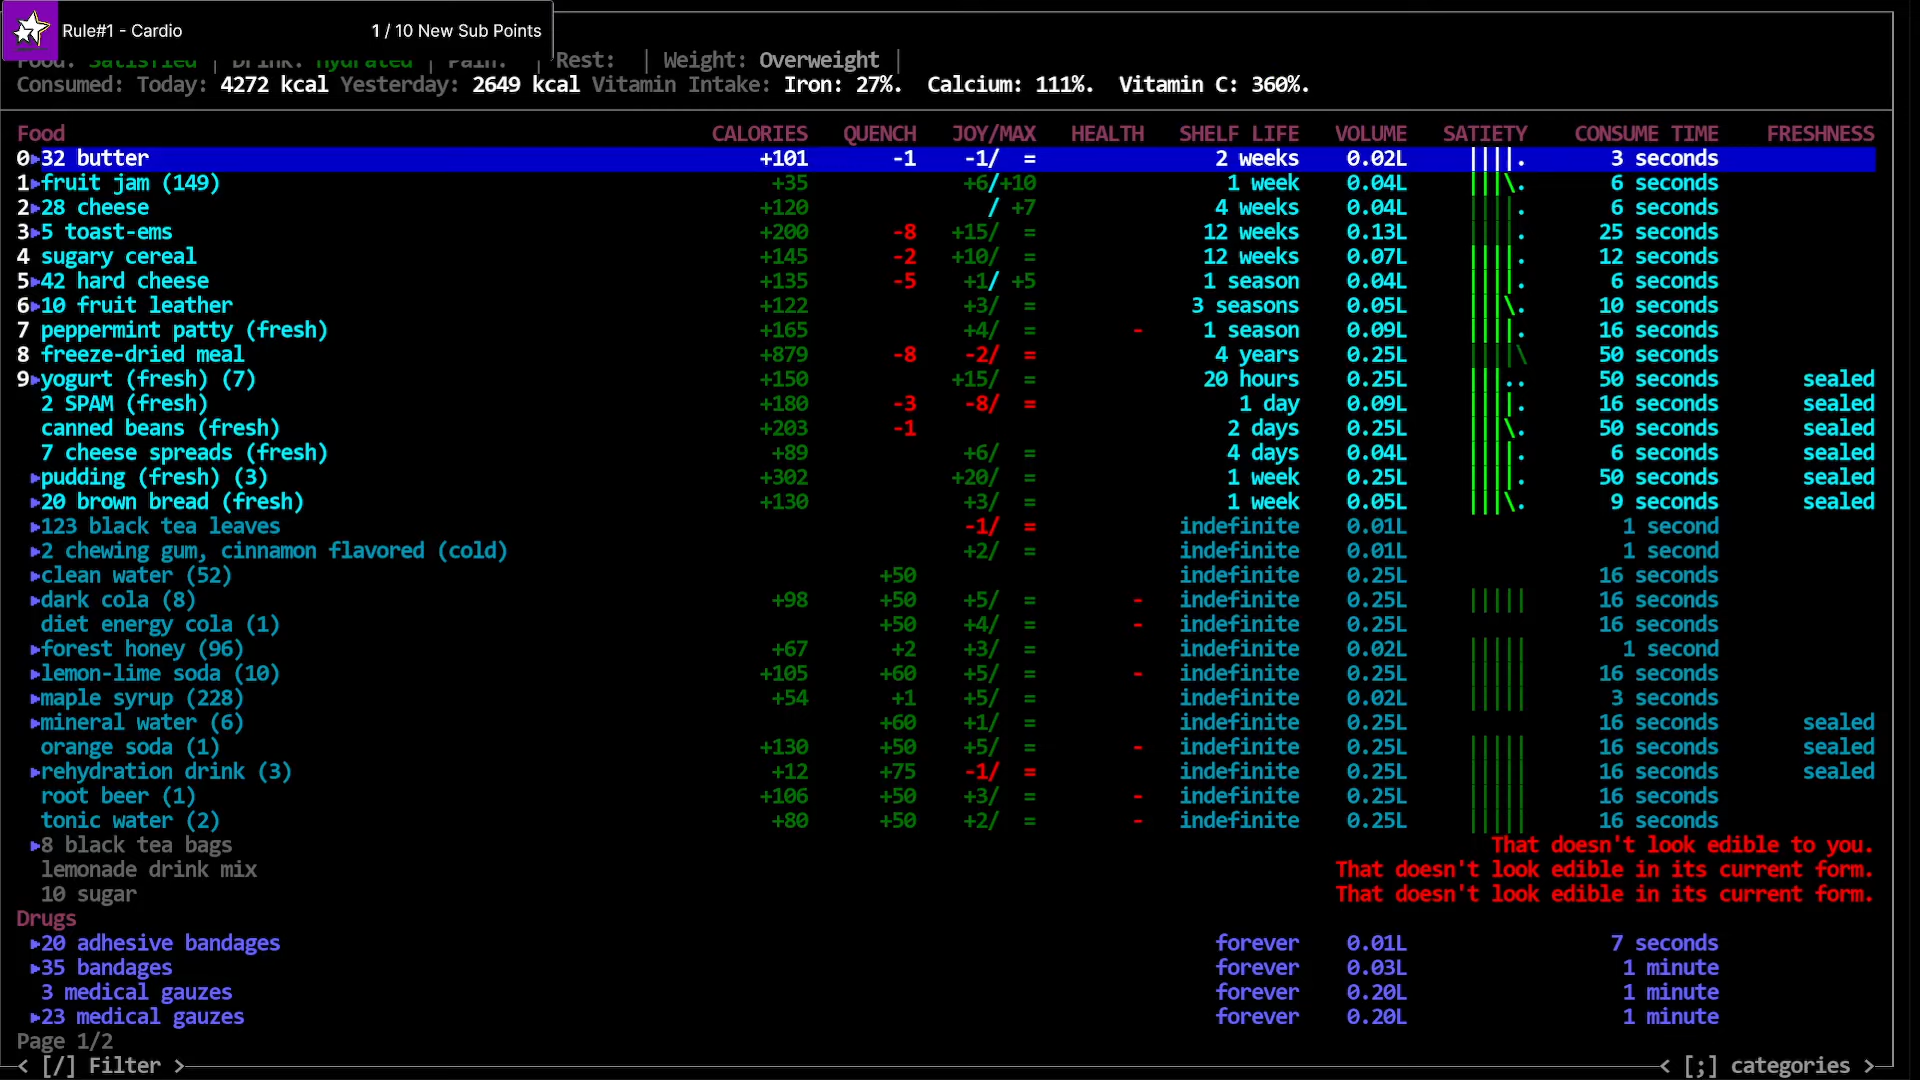 Rule#1 - Cardio 1 / 10 New Sub Points
Food: Satisfied | Drink: Hydrated | Pain: | Rest: | Weight: Overweight |
Consumed: Today: 4272 kcal Yesterday: 2649 kcal Vitamin Intake: Iron: 27%. Calcium: 111%. Vitamin C: 360%.
Food CALORIES QUENCH JOY/MAX HEALTH SHELF LIFE VOLUME SATIETY CONSUME TIME FRESHNESS
0 32 butter +101 -1 -1/ = 2 weeks 0.02L ||||. 3 seconds
1 fruit jam (149) +35 +6/+10 1 week 0.04L |||\. 6 seconds
2 28 cheese +120 / +7 4 weeks 0.04L ||||. 6 seconds
3 5 toast-ems +200 -8 +15/ = 12 weeks 0.13L ||||. 25 seconds
4 sugary cereal +145 -2 +10/ = 12 weeks 0.07L ||||. 12 seconds
5 42 hard cheese +135 -5 +1/ +5 1 season 0.04L ||||. 6 seconds
6 10 fruit leather +122 +3/ = 3 seasons 0.05L |||\. 10 seconds
7 peppermint patty (fresh) +165 +4/ = - 1 season 0.09L ||||. 16 seconds
8 freeze-dried meal +879 -8 -2/ = 4 years 0.25L ||||\ 50 seconds
9 yogurt (fresh) (7) +150 +15/ = 20 hours 0.25L |||.. 50 seconds sealed
2 SPAM (fresh) +180 -3 -8/ = 1 day 0.09L ||||. 16 seconds sealed
canned beans (fresh) +203 -1 2 days 0.25L |||\. 50 seconds sealed
7 cheese spreads (fresh) +89 +6/ = 4 days 0.04L ||||. 6 seconds sealed
pudding (fresh) (3) +302 +20/ = 1 week 0.25L ||||. 50 seconds sealed
20 brown bread (fresh) +130 +3/ = 1 week 0.05L |||\. 9 seconds sealed
123 black tea leaves -1/ = indefinite 0.01L 1 second
2 chewing gum, cinnamon flavored (cold) +2/ = indefinite 0.01L 1 second
clean water (52) +50 indefinite 0.25L 16 seconds
dark cola (8) +98 +50 +5/ = - indefinite 0.25L ||||| 16 seconds
diet energy cola (1) +50 +4/ = - indefinite 0.25L 16 seconds
forest honey (96) +67 +2 +3/ = indefinite 0.02L ||||| 1 second
lemon-lime soda (10) +105 +60 +5/ = - indefinite 0.25L ||||| 16 seconds
maple syrup (228) +54 +1 +5/ = indefinite 0.02L ||||| 3 seconds
mineral water (6) +60 +1/ = indefinite 0.25L 16 seconds sealed
orange soda (1) +130 +50 +5/ = - indefinite 0.25L ||||| 16 seconds sealed
rehydration drink (3) +12 +75 -1/ = indefinite 0.25L ||||| 16 seconds sealed
root beer (1) +106 +50 +3/ = - indefinite 0.25L ||||| 16 seconds
tonic water (2) +80 +50 +2/ = - indefinite 0.25L ||||| 16 seconds
8 black tea bags That doesn't look edible to you.
lemonade drink mix That doesn't look edible in its current form.
10 sugar That doesn't look edible in its current form.
Drugs
20 adhesive bandages forever 0.01L 7 seconds
35 bandages forever 0.03L 1 minute
3 medical gauzes forever 0.20L 1 minute
23 medical gauzes forever 0.20L 1 minute
Page 1/2
< [/] Filter > < [;] categories >